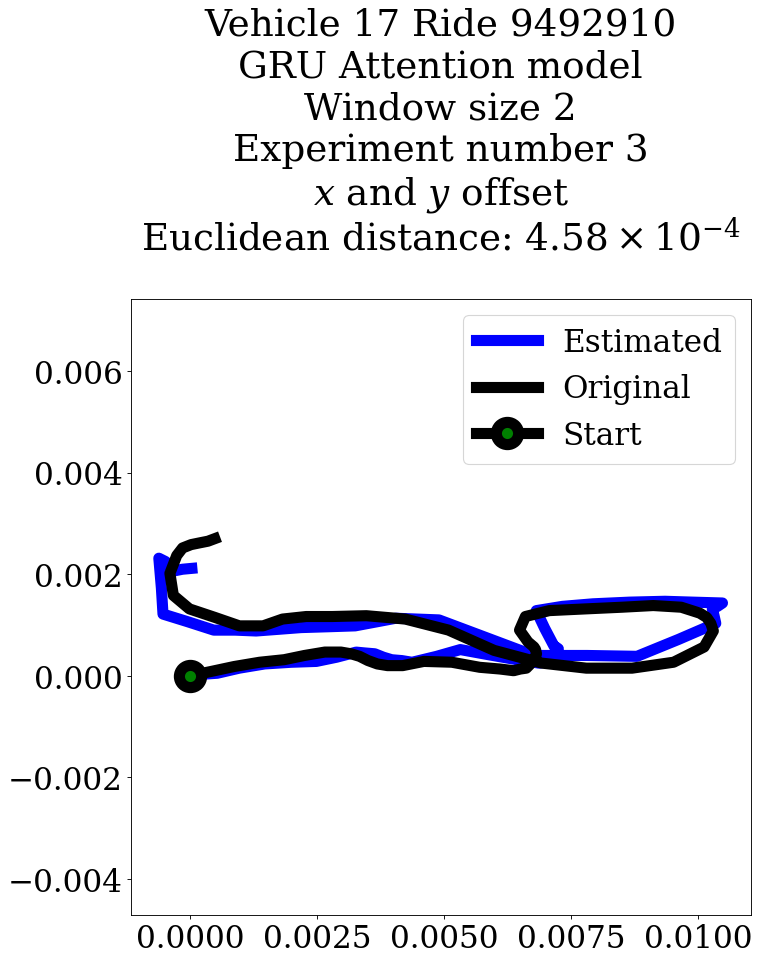 Vehicle 17 Ride 9492910
GRU Attention model
Window size 2
Experiment number 3
x and y offset
Euclidean distance: 4.58 × 10⁻⁴
Estimated
Original
Start
0.006
0.004
0.002
0.000
−0.002
−0.004
0.0000 0.0025 0.0050 0.0075 0.0100